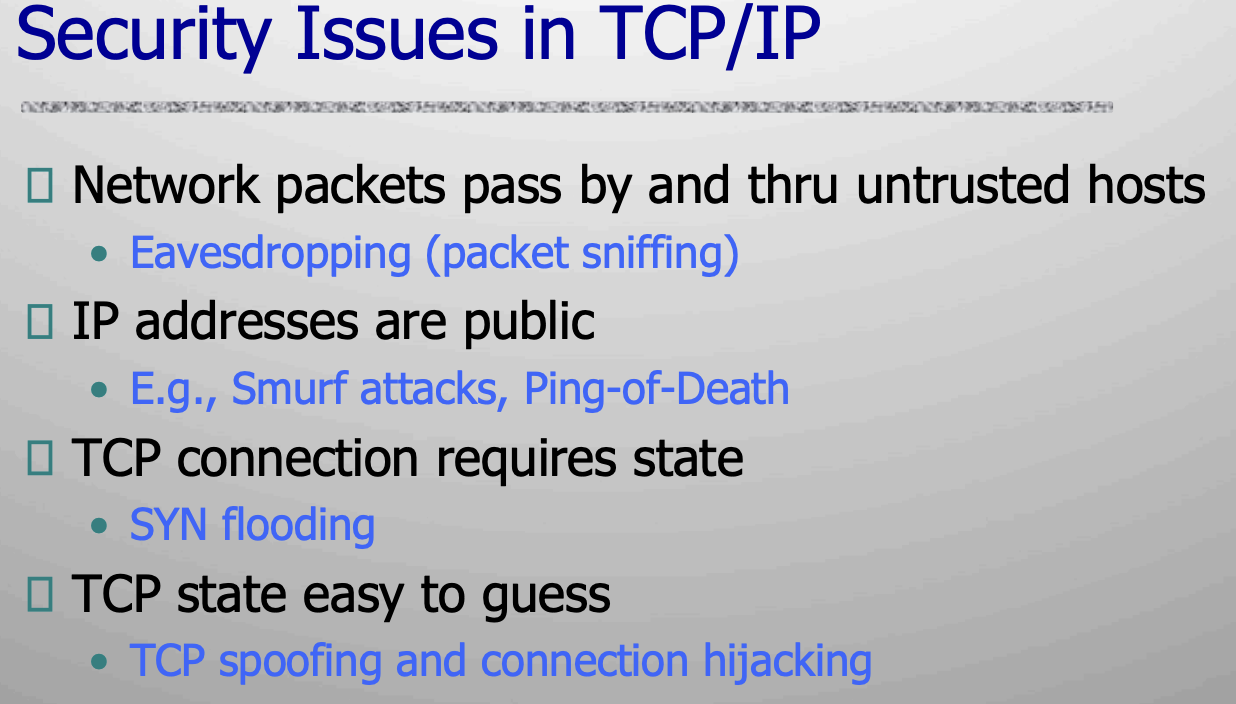 Security Issues in TCP/IP
Network packets pass by and thru untrusted hosts
• Eavesdropping (packet sniffing)
IP addresses are public
• E.g., Smurf attacks, Ping-of-Death
TCP connection requires state
• SYN flooding
TCP state easy to guess
• TCP spoofing and connection hijacking